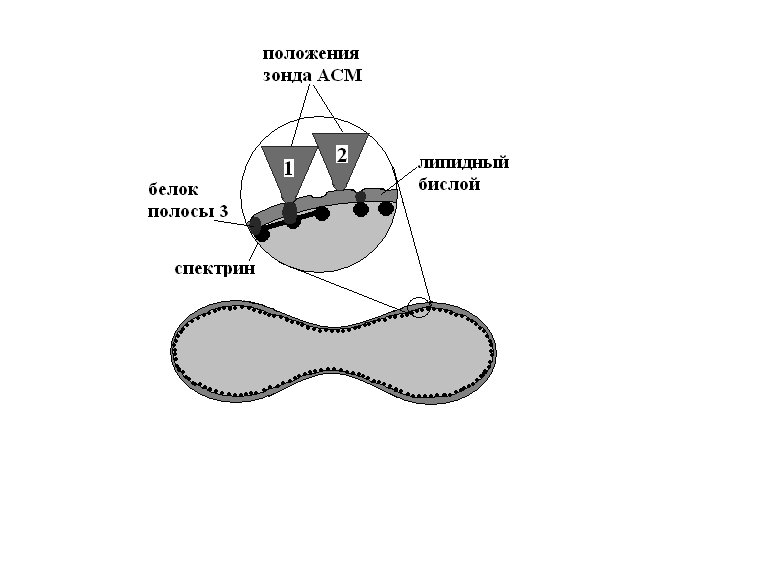 положения
зонда АСМ
1
2
липидный
бислой
белок
полосы 3
спектрин